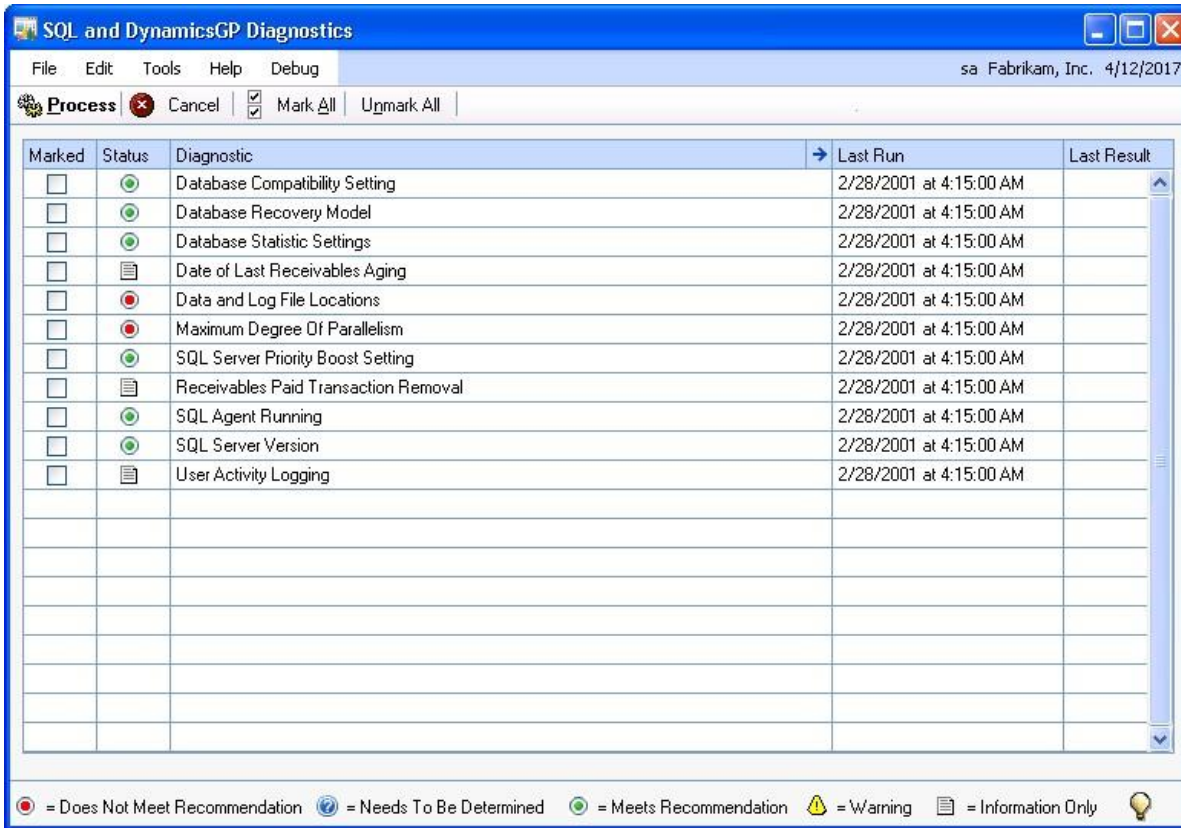 SQL and DynamicsGP Diagnostics
File Edit Tools Help Debug sa Fabrikam, Inc. 4/12/2017
Process Cancel Mark All Unmark All
Marked Status Diagnostic Last Run Last Result
Database Compatibility Setting 2/28/2001 at 4:15:00 AM
Database Recovery Model 2/28/2001 at 4:15:00 AM
Database Statistic Settings 2/28/2001 at 4:15:00 AM
Date of Last Receivables Aging 2/28/2001 at 4:15:00 AM
Data and Log File Locations 2/28/2001 at 4:15:00 AM
Maximum Degree Of Parallelism 2/28/2001 at 4:15:00 AM
SQL Server Priority Boost Setting 2/28/2001 at 4:15:00 AM
Receivables Paid Transaction Removal 2/28/2001 at 4:15:00 AM
SQL Agent Running 2/28/2001 at 4:15:00 AM
SQL Server Version 2/28/2001 at 4:15:00 AM
User Activity Logging 2/28/2001 at 4:15:00 AM
= Does Not Meet Recommendation = Needs To Be Determined = Meets Recommendation = Warning = Information Only